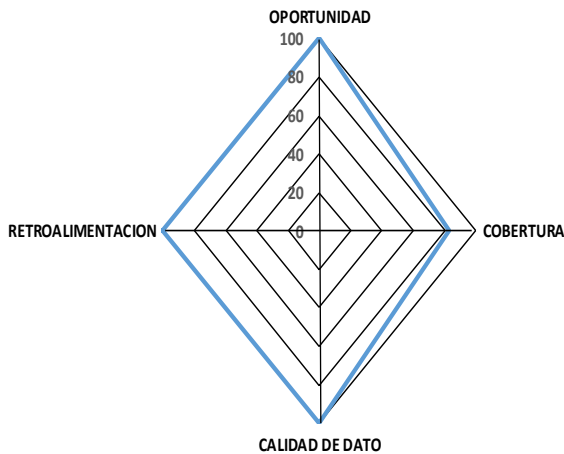 OPORTUNIDAD
100
80
60
40
20
0
RETROALIMENTACION
COBERTURA
CALIDAD DE DATO